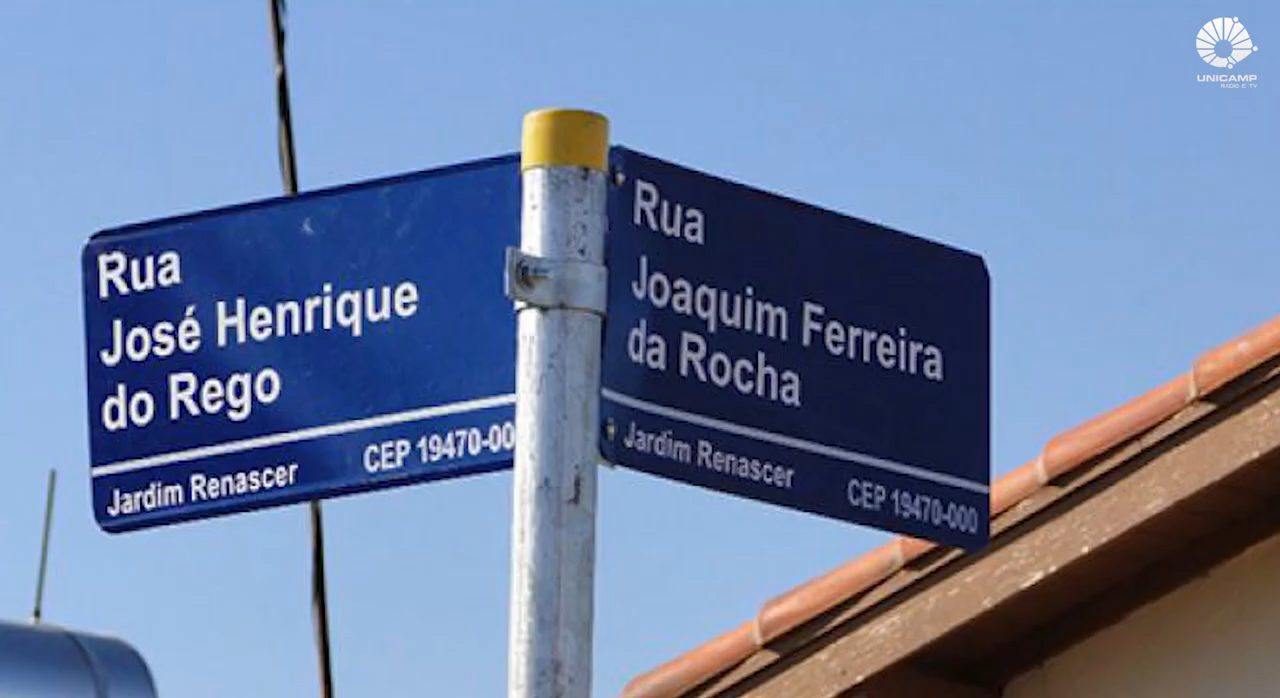 UNICAMP
RÁDIO E TV
Rua
José Henrique
do Rego
Jardim Renascer
CEP 19470-00
Rua
Joaquim Ferreira
da Rocha
Jardim Renascer
CEP 19470-000